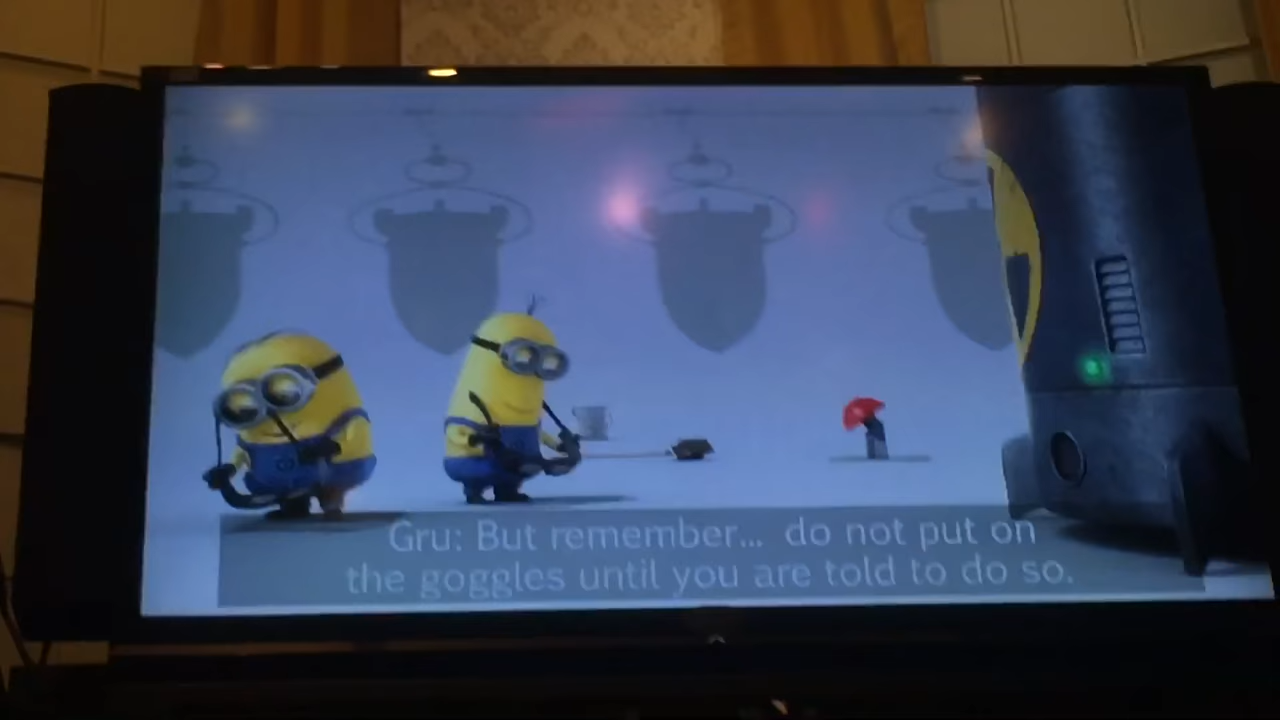 Gru: But remember... do not put on
the goggles until you are told to do so.